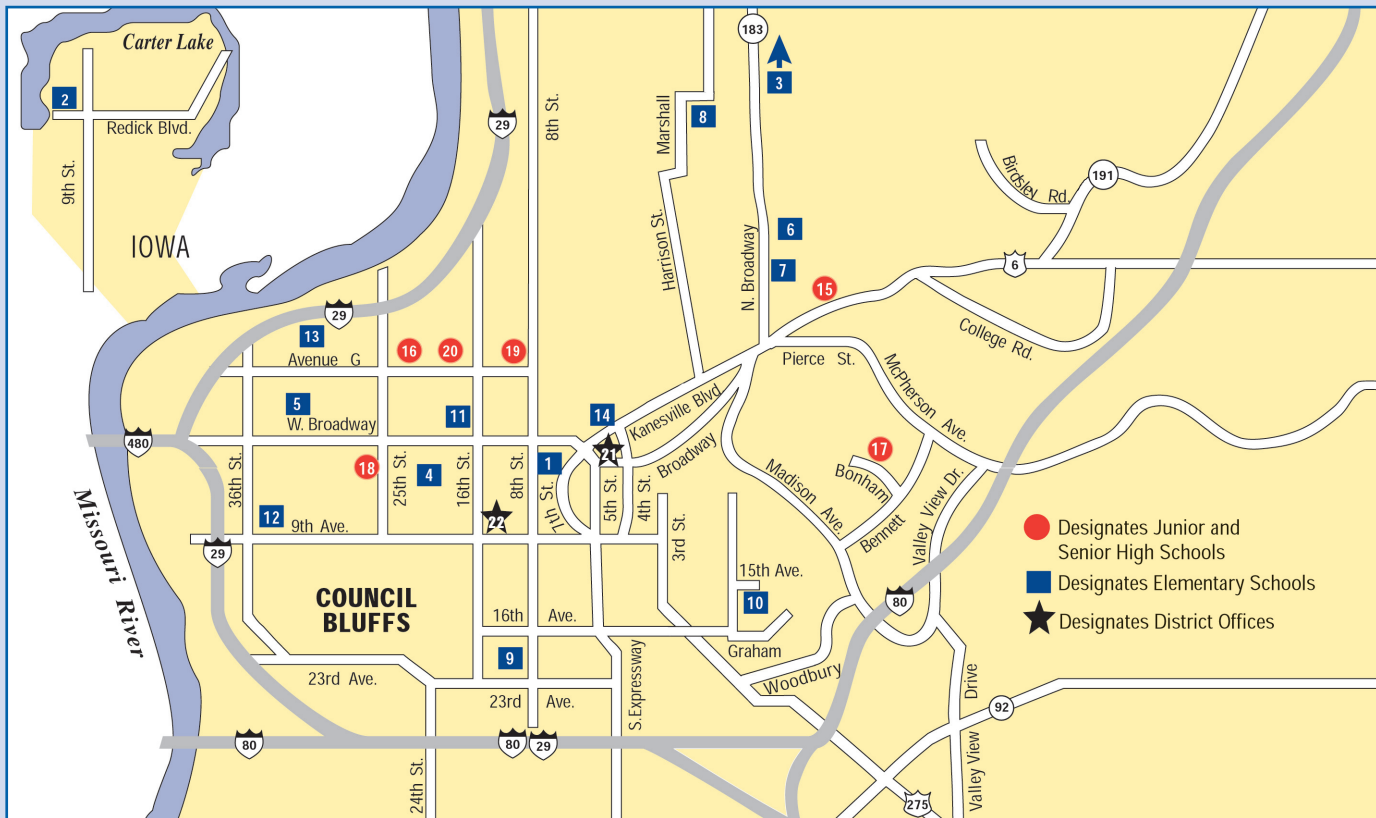 Carter Lake
183
3
2
Redick Blvd.
9th St.
29
8th St.
Marshall
8
Birdsley Rd.
191
IOWA
Harrison St.
6
7
N. Broadway
15
6
29
13
Avenue G
16
20
19
College Rd.
Pierce St.
McPherson Ave.
5
W. Broadway
11
14
Kanesville Blvd.
480
36th St.
18
25th St.
4
16th St.
8th St.
1
7th St.
21
5th St.
4th St.
Broadway
Madison Ave.
17
Bonham
Bennett
Valley View Dr.
Missouri River
12
9th Ave.
22
29
3rd St.
Designates Junior and
Senior High Schools
Designates Elementary Schools
Designates District Offices
COUNCIL
BLUFFS
15th Ave.
10
80
16th Ave.
Graham
9
23rd Ave.
Woodbury
23rd Ave.
S.Expressway
Valley View Drive
92
80
80
29
24th St.
275